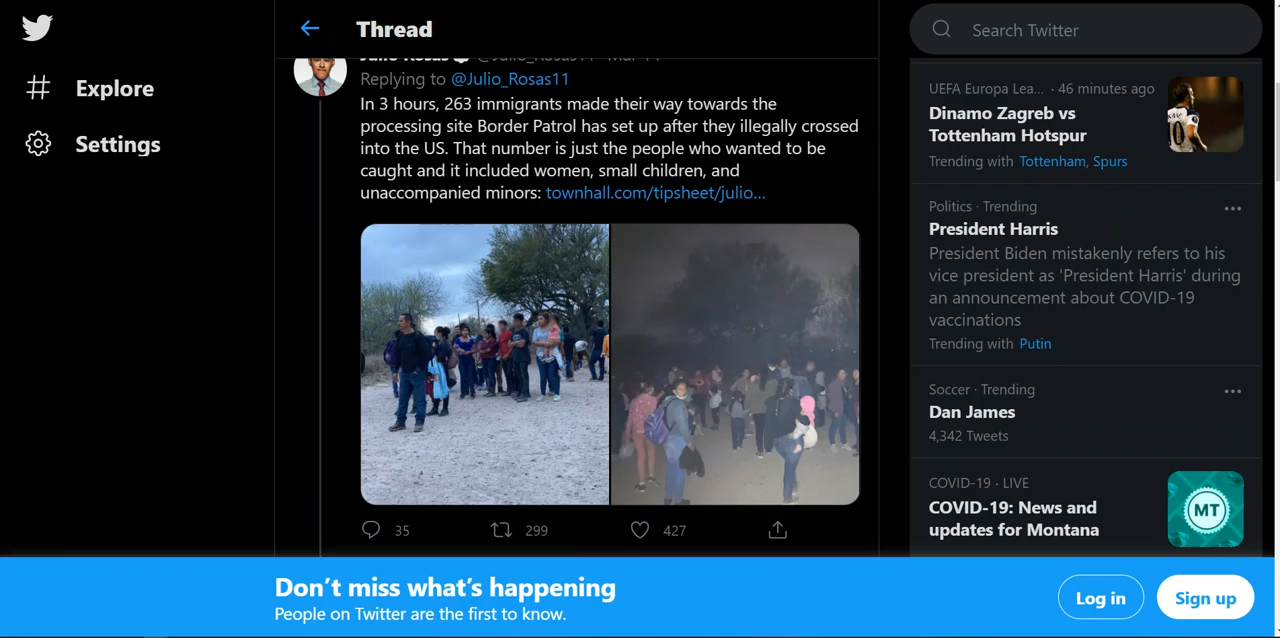 Thread
Explore
Settings
Replying to @Julio_Rosas11
In 3 hours, 263 immigrants made their way towards the
processing site Border Patrol has set up after they illegally crossed
into the US. That number is just the people who wanted to be
caught and it included women, small children, and
unaccompanied minors: townhall.com/tipsheet/julio...
35
299
427
Search Twitter
UEFA Europa Lea... · 46 minutes ago
Dinamo Zagreb vs
Tottenham Hotspur
Trending with Tottenham, Spurs
Politics · Trending
President Harris
President Biden mistakenly refers to his
vice president as 'President Harris' during
an announcement about COVID-19
vaccinations
Trending with Putin
Soccer · Trending
Dan James
4,342 Tweets
COVID-19 · LIVE
COVID-19: News and
updates for Montana
MT
10
Don't miss what's happening
People on Twitter are the first to know.
Log in
Sign up